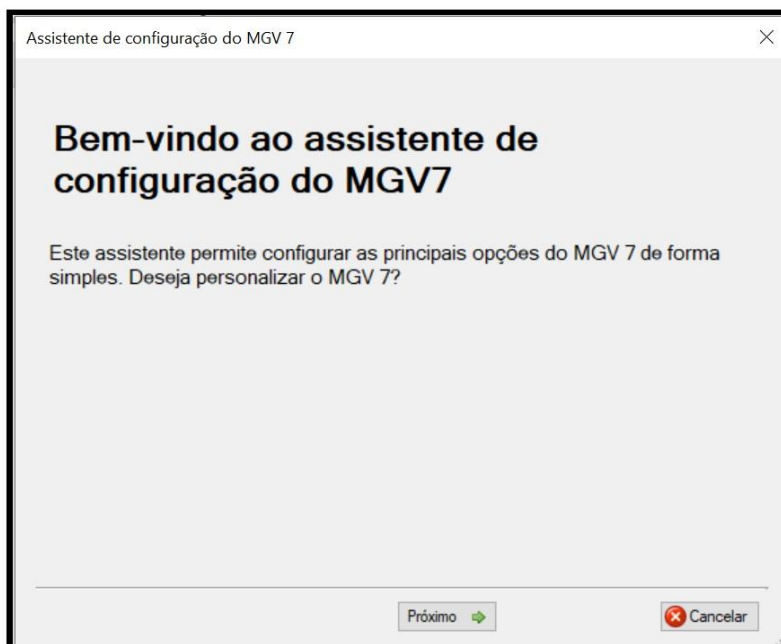 Assistente de configuração do MGV 7
Bem-vindo ao assistente de
configuração do MGV7
Este assistente permite configurar as principais opções do MGV 7 de forma
simples. Deseja personalizar o MGV 7?
Próximo
Cancelar